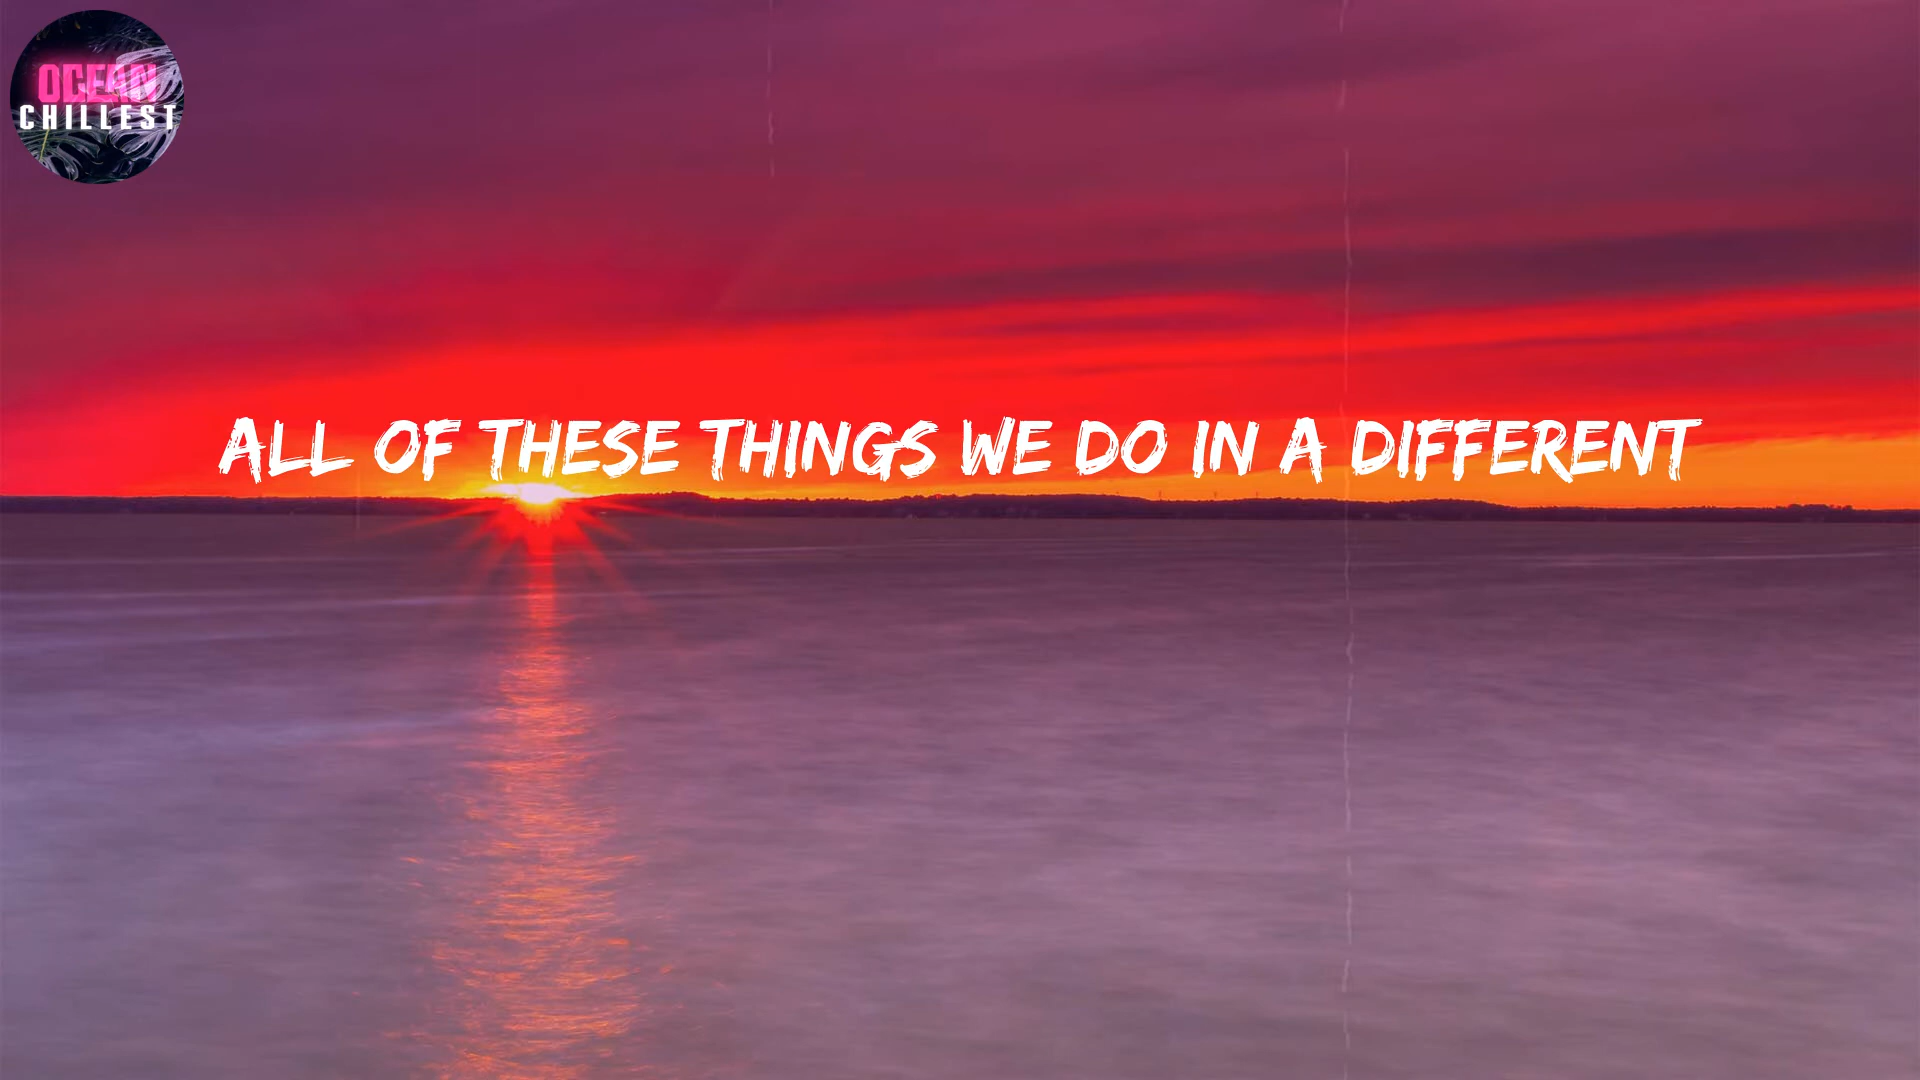 OCEAN
CHILLEST
ALL OF THESE THINGS WE DO IN A DIFFERENT